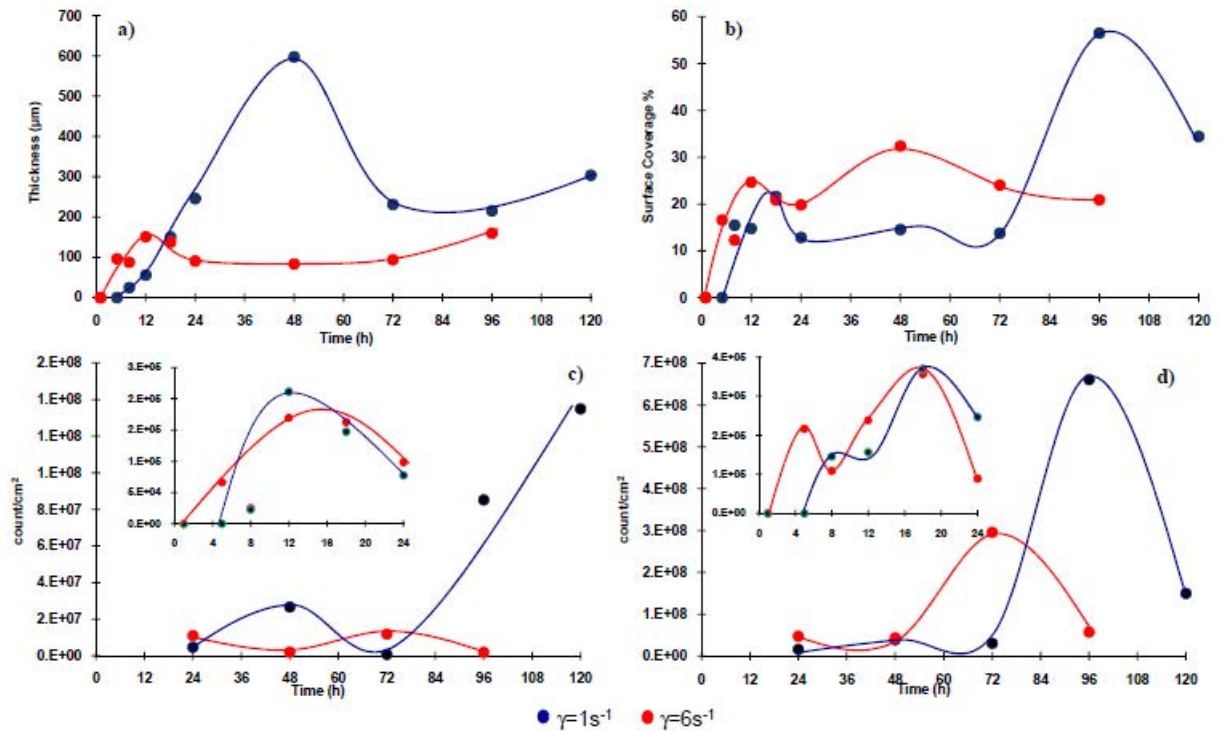 a)
Thickness (µm)
700
600
500
400
300
200
100
0
0 12 24 36 48 60 72 84 96 108 120
Time (h)
b)
Surface Coverage %
60
50
40
30
20
10
0
0 12 24 36 48 60 72 84 96 108 120
Time (h)
c)
count/cm²
2.E+08
1.E+08
1.E+08
1.E+08
8.E+07
6.E+07
4.E+07
2.E+07
0.E+00
0 12 24 36 48 60 72 84 96 108 120
Time (h)
3.E+05
2.E+05
2.E+05
1.E+05
5.E+04
0.E+00
0 4 8 12 16 20 24
d)
count/cm²
7.E+08
6.E+08
5.E+08
4.E+08
3.E+08
2.E+08
1.E+08
0.E+00
0 12 24 36 48 60 72 84 96 108 120
Time (h)
4.E+05
3.E+05
2.E+05
1.E+05
0.E+00
0 4 8 12 16 20 24
γ=1s⁻¹ γ=6s⁻¹